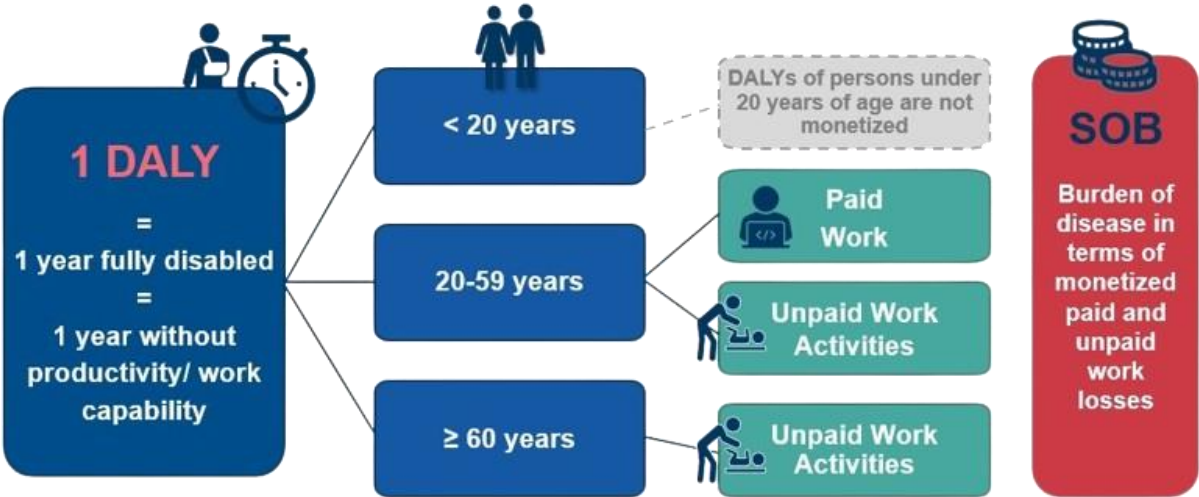 1 DALY
=
1 year fully disabled
=
1 year without
productivity/ work
capability
< 20 years
20-59 years
≥ 60 years
DALYs of persons under
20 years of age are not
monetized
Paid
Work
</>
Unpaid Work
Activities
Unpaid Work
Activities
SOB
Burden of
disease in
terms of
monetized
paid and
unpaid
work
losses